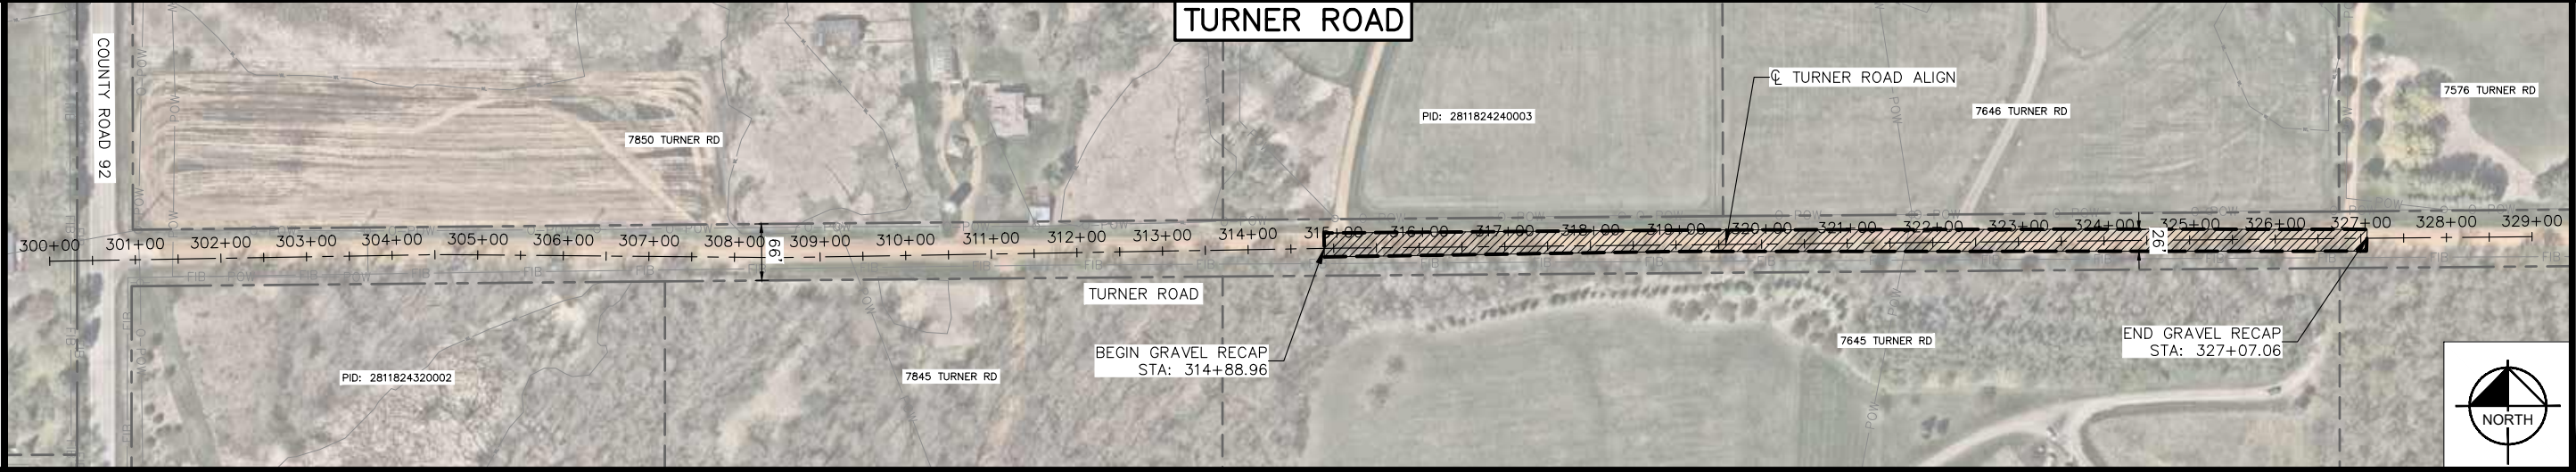 TURNER ROAD
COUNTY ROAD 92
℄ TURNER ROAD ALIGN
7850 TURNER RD
PID: 2811824240003
7646 TURNER RD
7576 TURNER RD
300+00 301+00 302+00 303+00 304+00 305+00 306+00 307+00 308+00 309+00 310+00 311+00 312+00 313+00 314+00 315+00 316+00 317+00 318+00 319+00 320+00 321+00 322+00 323+00 324+00 325+00 326+00 327+00 328+00 329+00
66'
26'
TURNER ROAD
BEGIN GRAVEL RECAP
STA: 314+88.96
END GRAVEL RECAP
STA: 327+07.06
7645 TURNER RD
PID: 2811824320002
7845 TURNER RD
NORTH